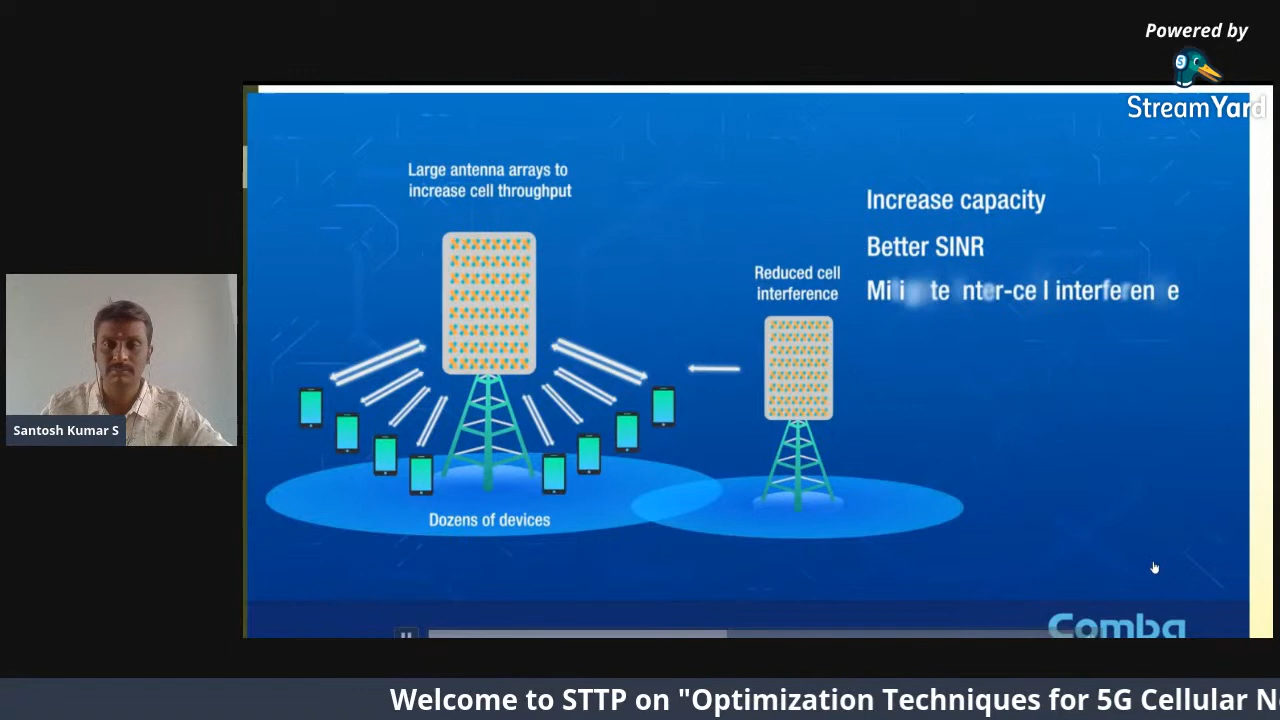 Powered by
StreamYard
Large antenna arrays to
increase cell throughput
Increase capacity
Better SINR
Reduced cell
interference
Dozens of devices
Santosh Kumar S
Comba
Welcome to STTP on "Optimization Techniques for 5G Cellular N